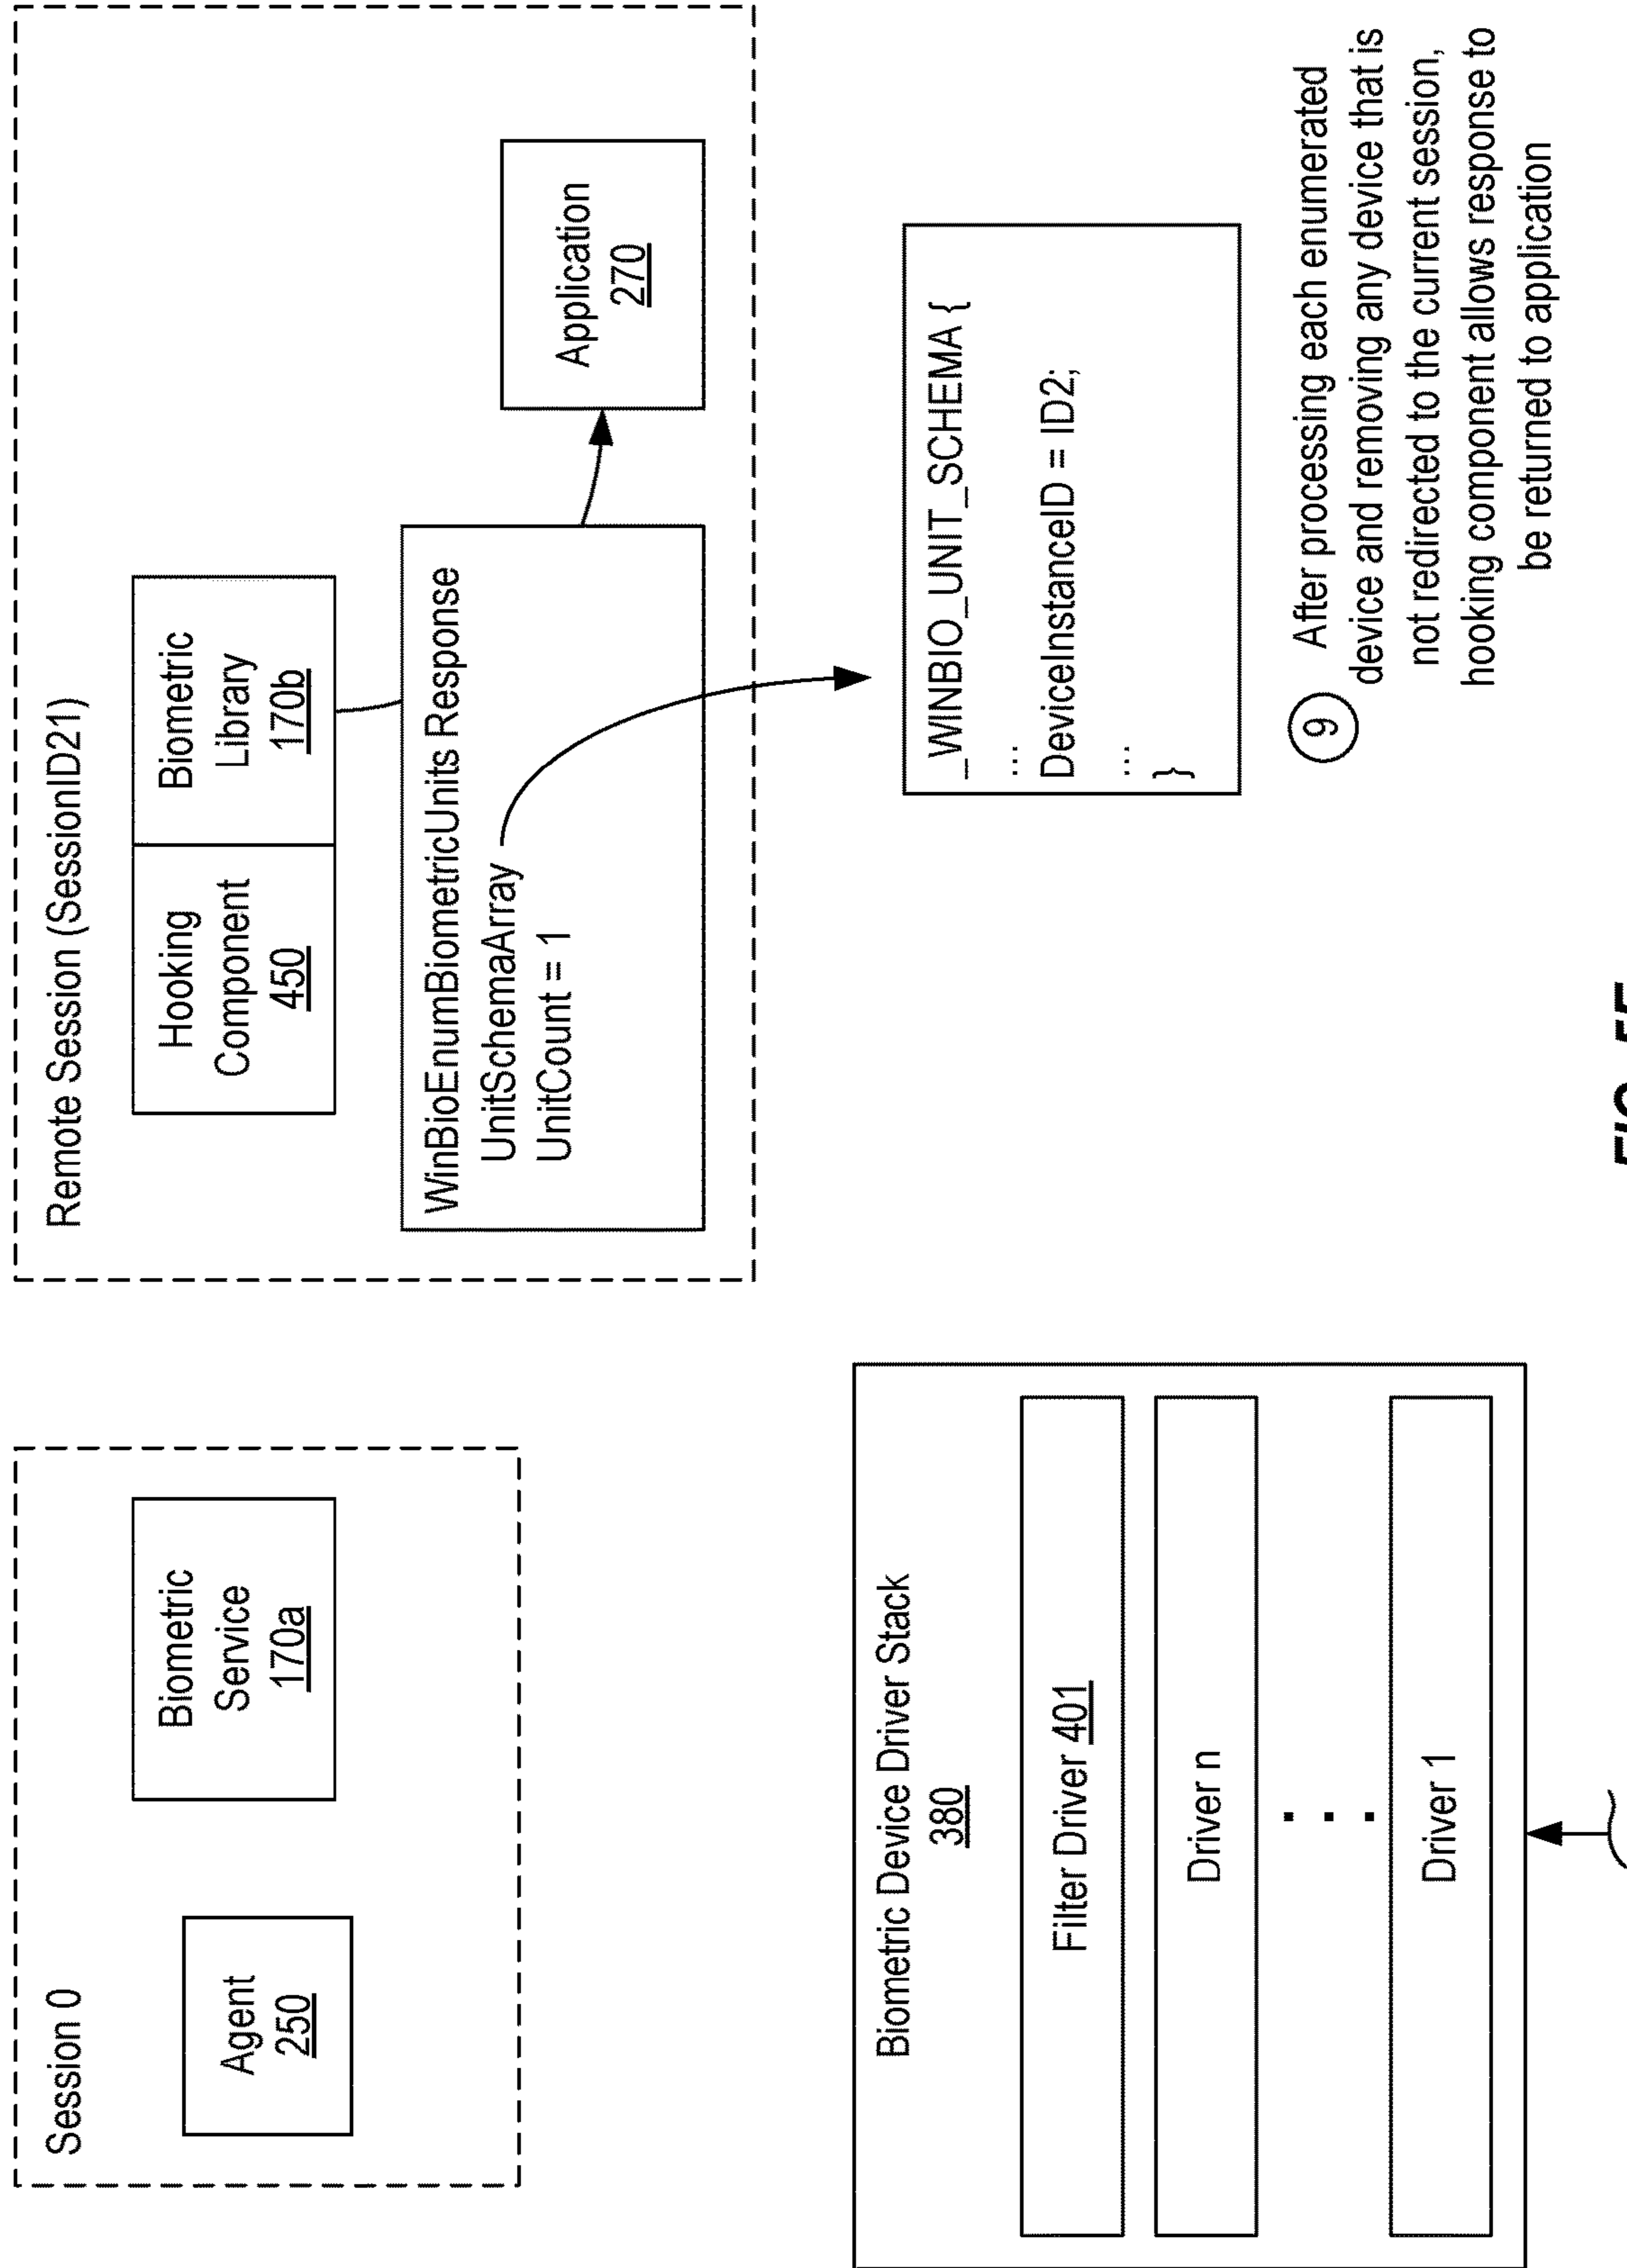 Session 0
Agent
250
Biometric
Service
170a
Remote Session (SessionID21)
Hooking
Component
450
Biometric
Library
170b
WinBioEnumBiometricUnits Response
UnitSchemaArray
UnitCount = 1
Application
270
Biometric Device Driver Stack
380
Filter Driver 401
Driver n
Driver 1
_WINBIO_UNIT_SCHEMA {
...
DeviceInstanceID = ID2;
...
}
9 After processing each enumerated
device and removing any device that is
not redirected to the current session,
hooking component allows response to
be returned to application